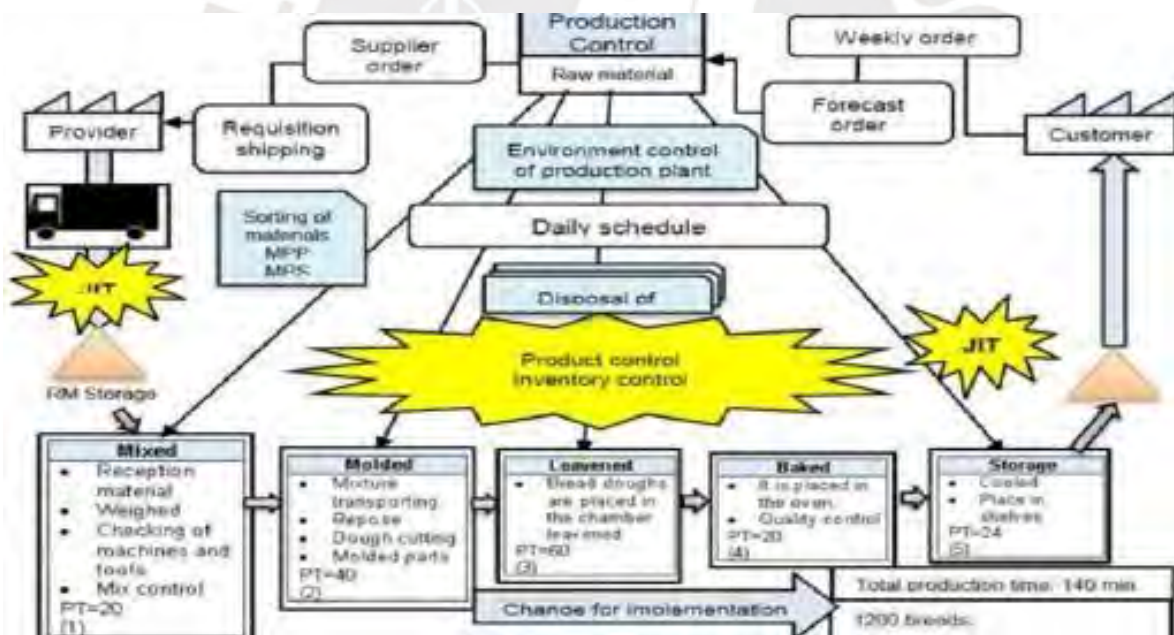 Production
Control
Raw material
Supplier
order
Weekly order
Forecast
order
Provider
Requisition
shipping
Customer
Environment control
of production plant
Sorting of
materials
MPP
MPS
Daily schedule
Disposal of
JIT
JIT
Product control
Inventory control
RM Storage
Mixed
• Reception
material
• Weighed
• Checking of
machines and
tools
• Mix control
PT=20
(1)
Molded
• Mixture
transporting.
• Repose
• Dough cutting
• Molded parts
PT=40
(2)
Leavened
• Bread doughs
are placed in
the chamber
leavened
PT=60
(3)
Baked
• It is placed in
the oven.
• Quality control
PT=20
(4)
Storage
• Cooled
• Place in
shelves
PT=24
(5)
Change for implementation
Total production time: 140 min
1200 breads.